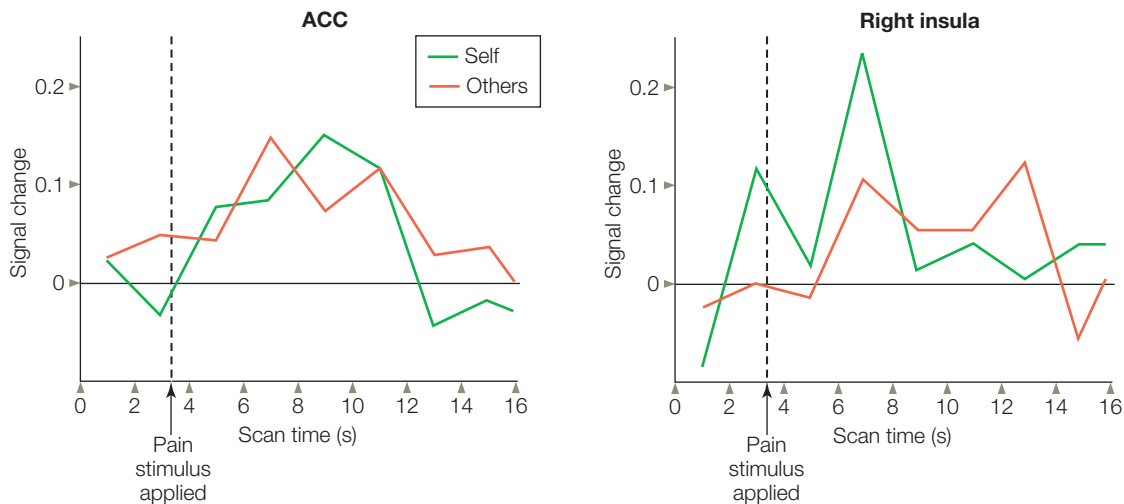 ACC
Self
Others
0.2
0.1
0
Signal change
0 2 4 6 8 10 12 14 16
Scan time (s)
Pain
stimulus
applied
Right insula
0.2
0.1
0
Signal change
0 2 4 6 8 10 12 14 16
Scan time (s)
Pain
stimulus
applied